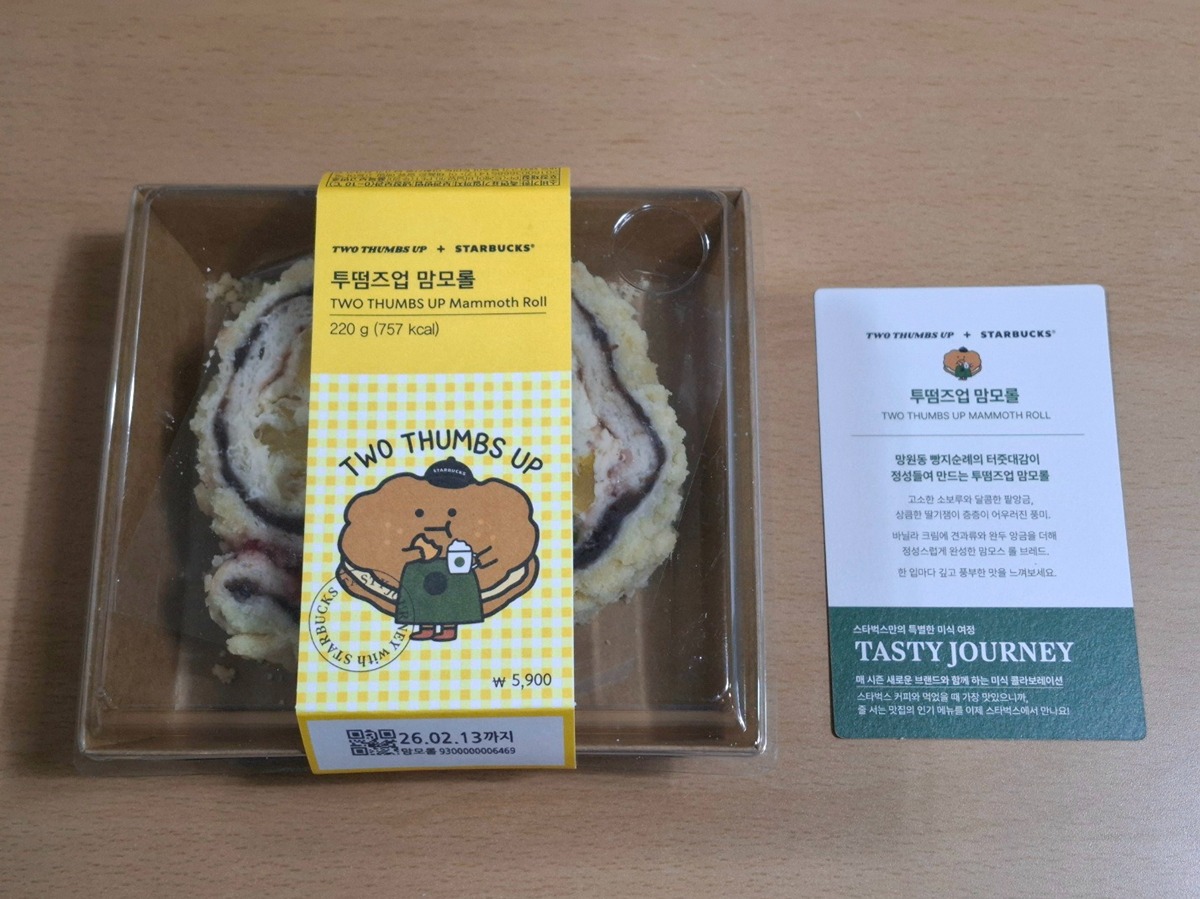 TWO THUMBS UP + STARBUCKS®
투떰즈업 맘모롤
TWO THUMBS UP Mammoth Roll
220 g (757 kcal)
TWO THUMBS UP
STARBUCKS
with STARBUCKS
₩ 5,900
26.02.13까지
맘모롤 9300000006469
TWO THUMBS UP + STARBUCKS®
투떰즈업 맘모롤
TWO THUMBS UP MAMMOTH ROLL
망원동 빵지순례의 터줏대감이
정성들여 만드는 투떰즈업 맘모롤
고소한 소보루와 달콤한 팥앙금,
상큼한 딸기잼이 층층이 어우러진 풍미.
바닐라 크림에 견과류와 완두 앙금을 더해
정성스럽게 완성한 맘모스 롤 브레드.
한 입마다 깊고 풍부한 맛을 느껴보세요.
스타벅스만의 특별한 미식 여정
TASTY JOURNEY
매 시즌 새로운 브랜드와 함께 하는 미식 콜라보레이션
스타벅스 커피와 먹었을 때 가장 맛있으니까,
줄 서는 맛집의 인기 메뉴를 이제 스타벅스에서 만나요!